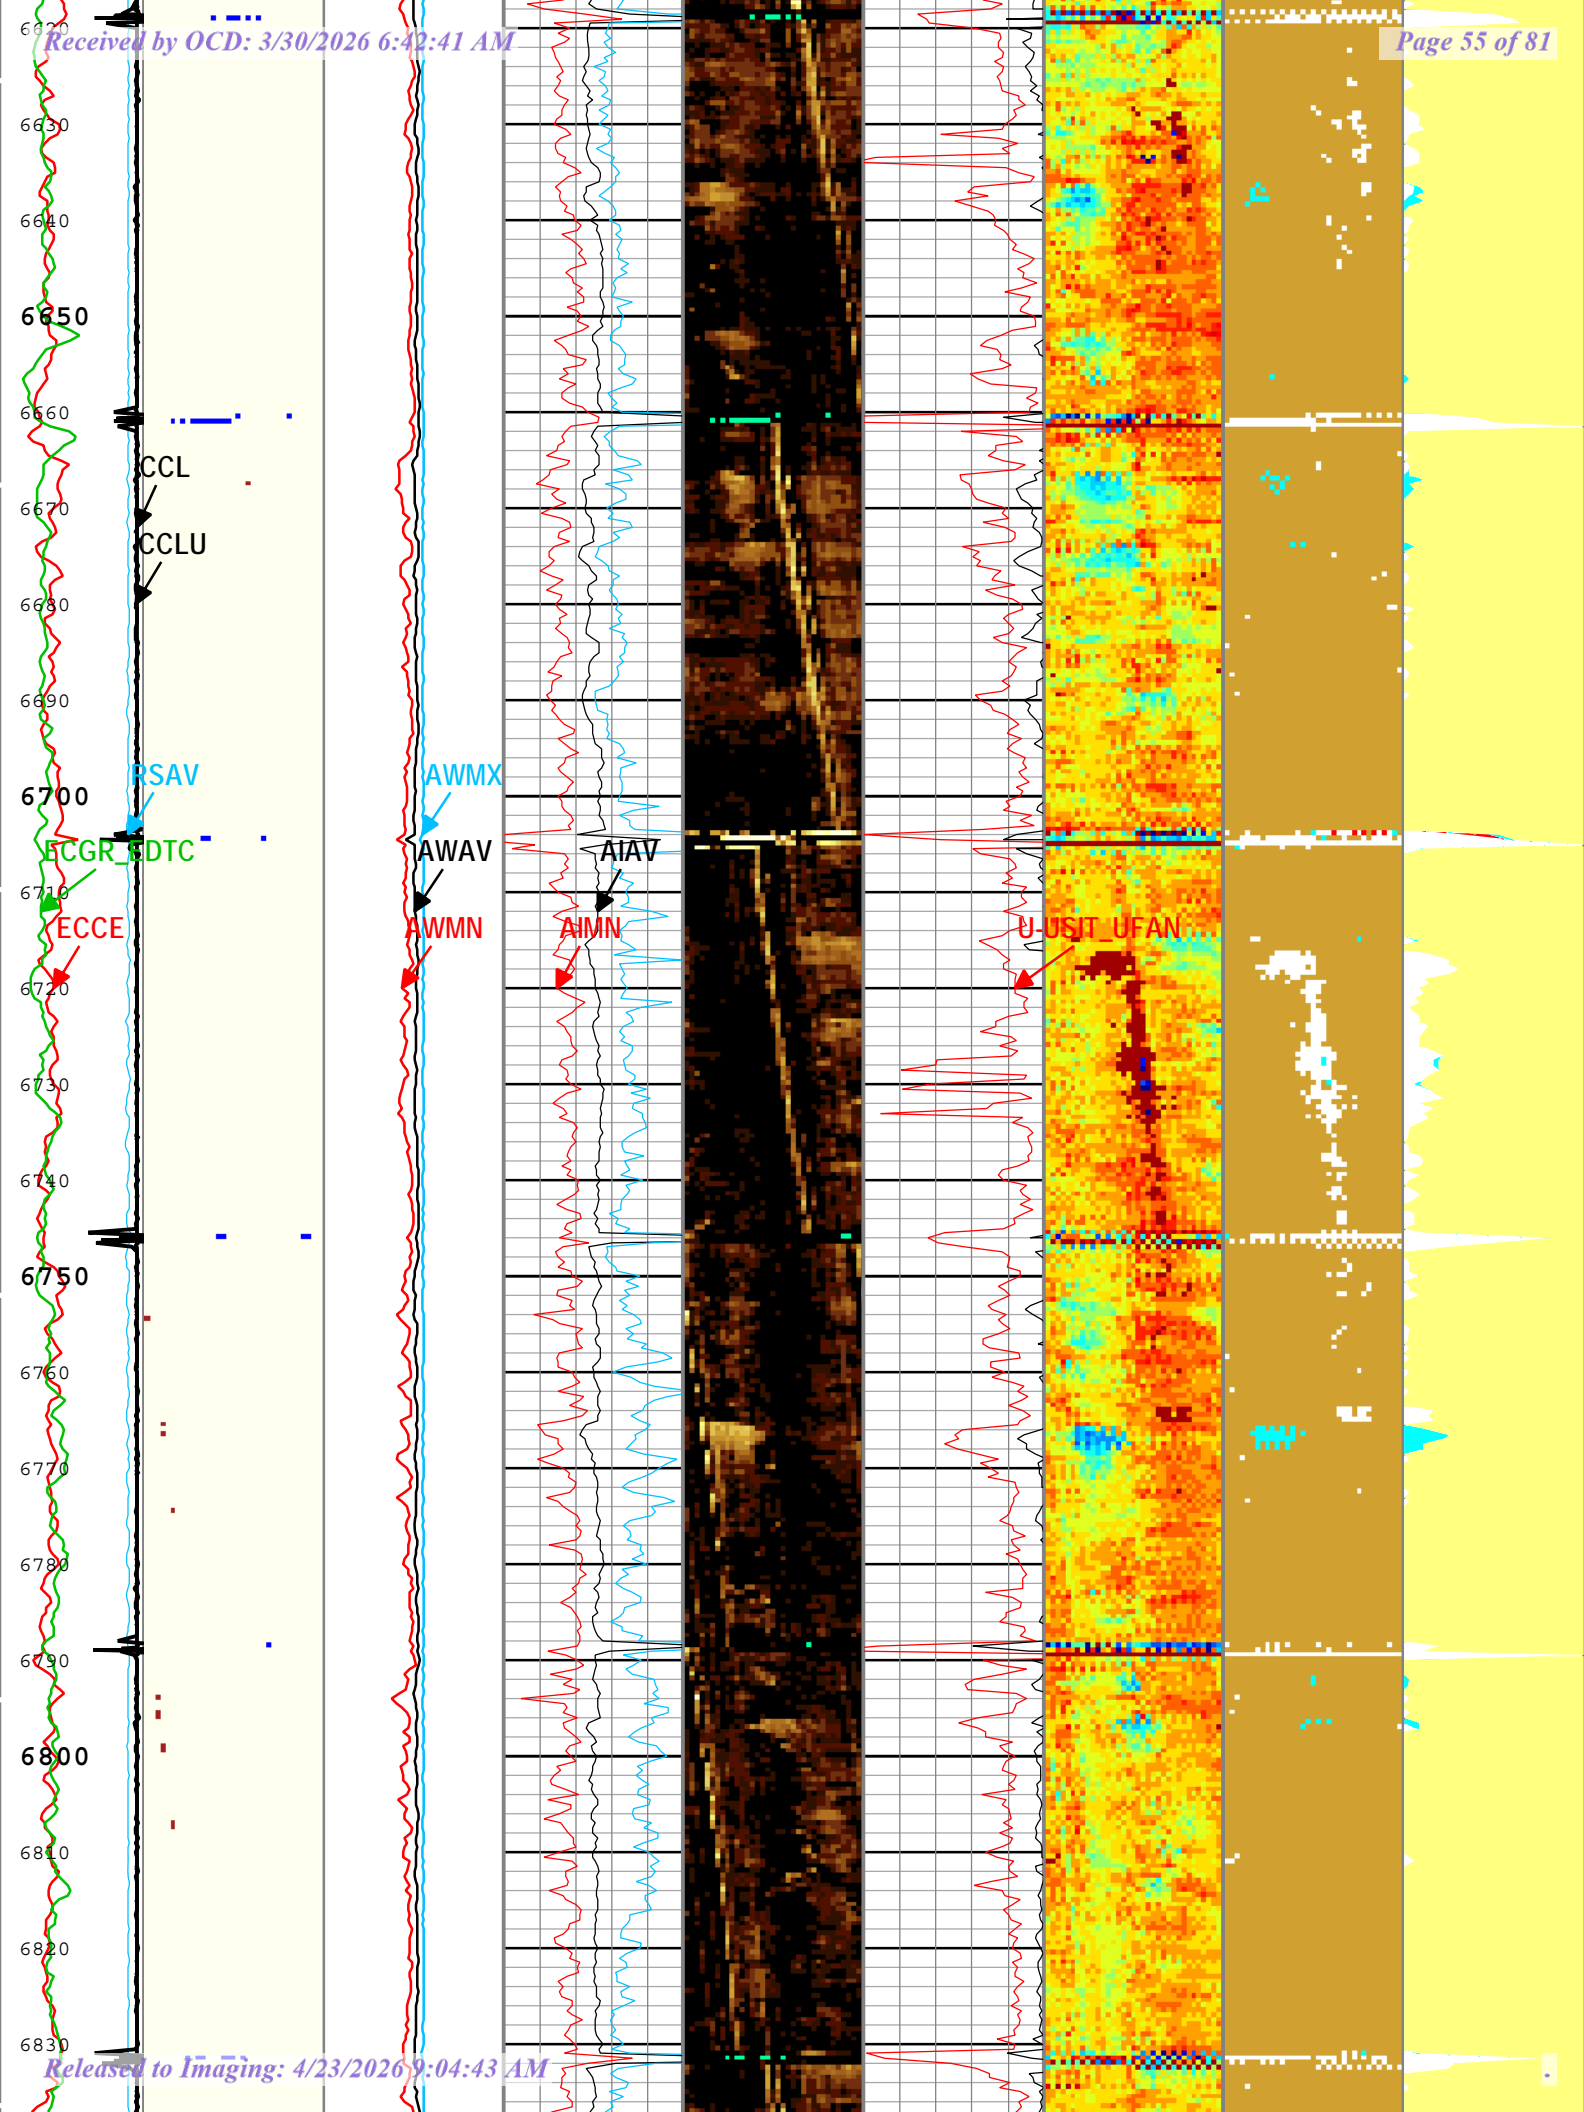 6620
Received by OCD: 3/30/2026 6:42:41 AM
Page 55 of 81
6630
6640
6650
6660
CCL
6670
CCLU
6680
6690
RSAV
AWMX
6700
ECGR_EDTC
AWAV
AIAV
6710
ECCE
AWMN
AIMN
U-USIT_UFAN
6720
6730
6740
6750
6760
6770
6780
6790
6800
6810
6820
6830
Released to Imaging: 4/23/2026 9:04:43 AM